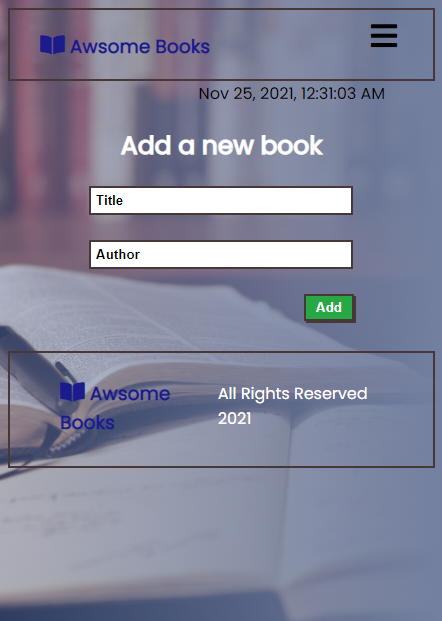 Awsome Books
Nov 25, 2021, 12:31:03 AM
Add a new book
Title
Author
Add
Awsome
Books
All Rights Reserved
2021